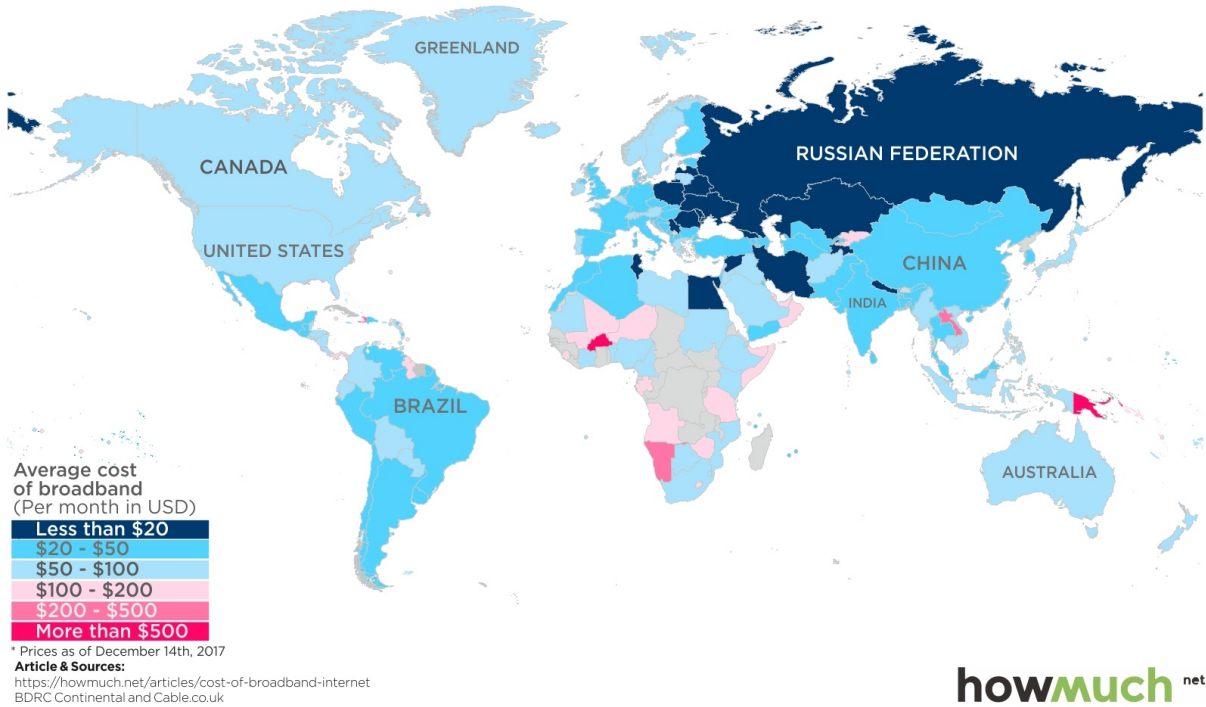 GREENLAND
CANADA
RUSSIAN FEDERATION
UNITED STATES
CHINA
INDIA
BRAZIL
AUSTRALIA
Average cost
of broadband
(Per month in USD)
Less than $20
$20 - $50
$50 - $100
$100 - $200
$200 - $500
More than $500
* Prices as of December 14th, 2017
Article & Sources:
https://howmuch.net/articles/cost-of-broadband-internet
BDRC Continental and Cable.co.uk
howmuch net